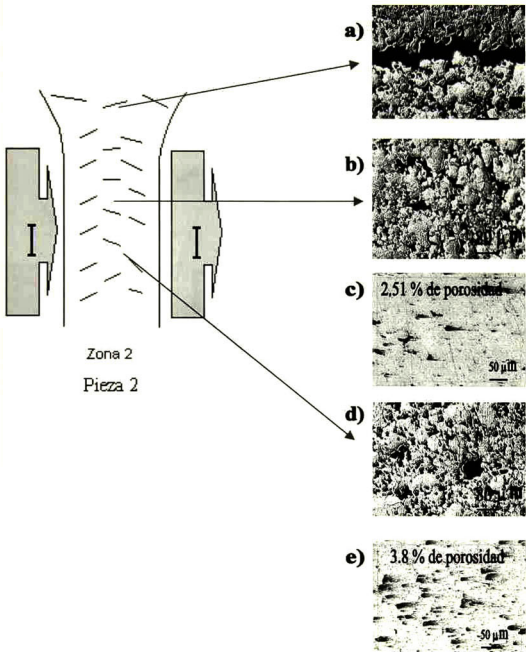 a)
b)
I
I
c)
2.51 % de porosidad
50 µm
Zona 2
Pieza 2
d)
e)
3.8 % de porosidad
50 µm